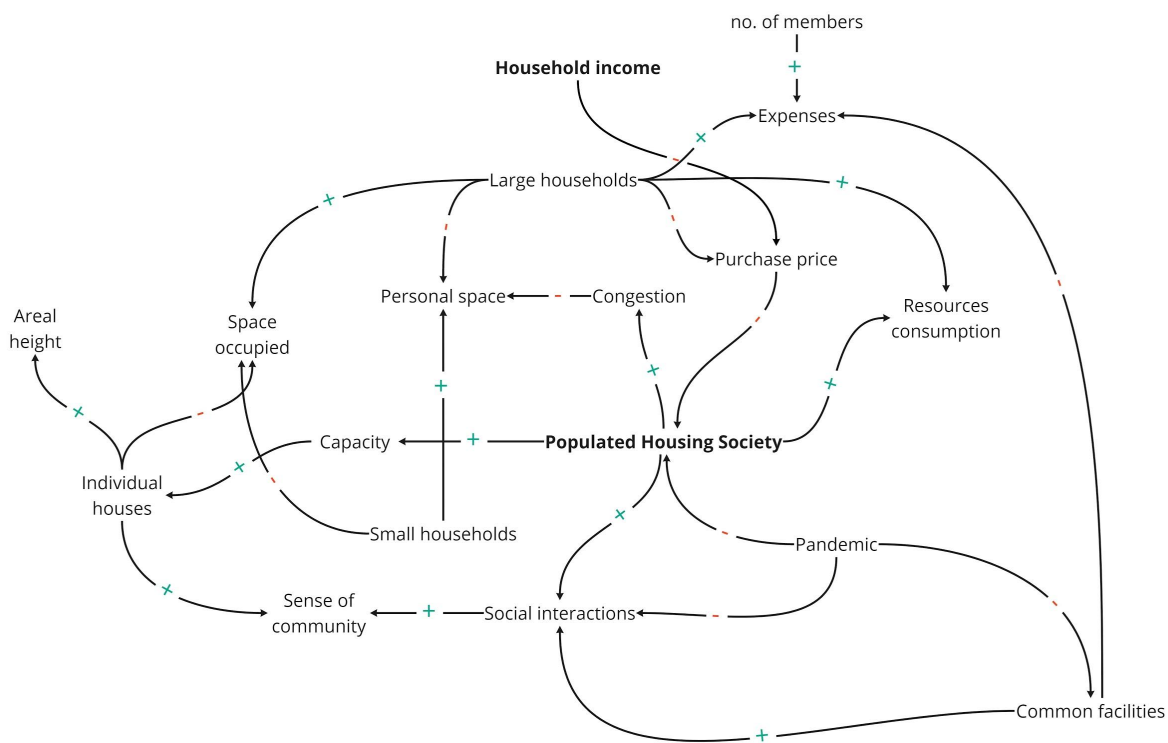 no. of members
+
Household income
Expenses
+
-
Large households
+
+
-
-
Purchase price
Personal space
-
Congestion
-
Resources
consumption
-
Areal
height
Space
occupied
+
+
+
+
-
Capacity
+
Populated Housing Society
+
Individual
houses
-
+
Small households
-
Pandemic
+
Sense of
community
+
Social interactions
-
-
Common facilities
+